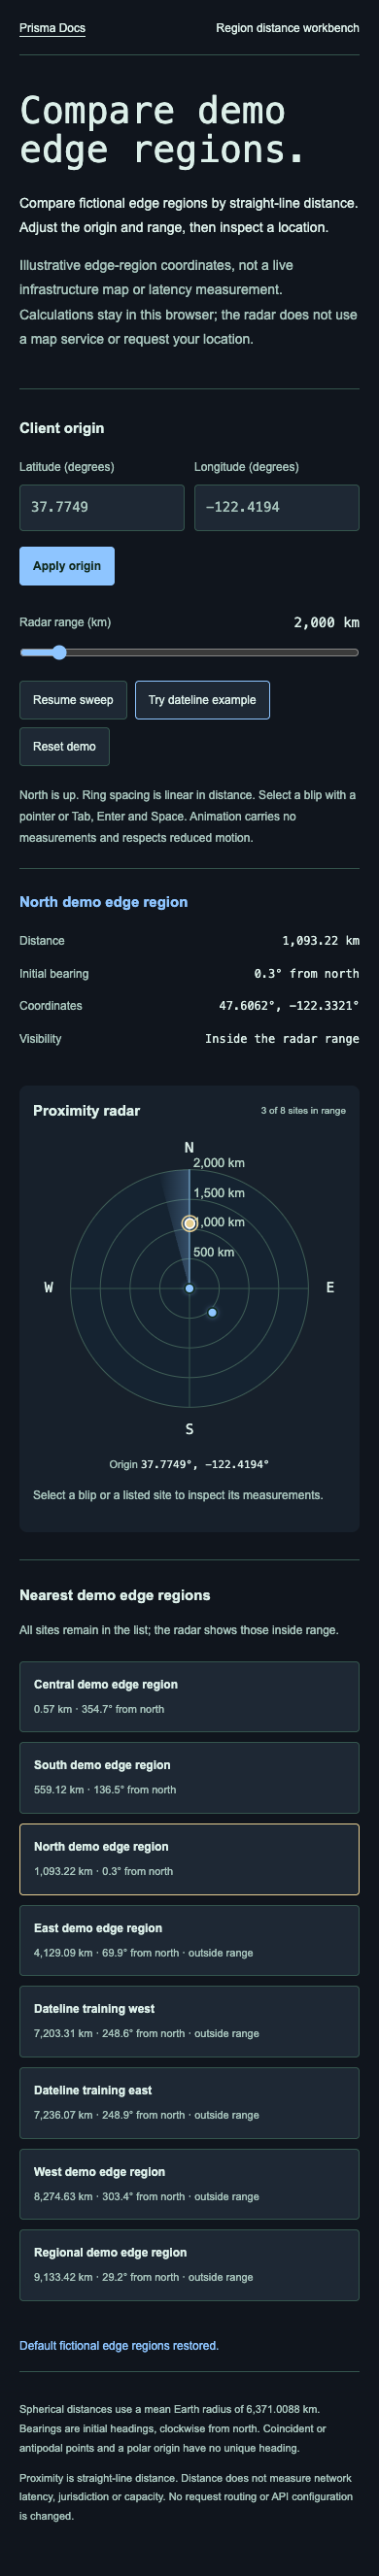 Prisma Docs
Region distance workbench
Compare demo
edge regions.
Compare fictional edge regions by straight-line distance.
Adjust the origin and range, then inspect a location.
Illustrative edge-region coordinates, not a live
infrastructure map or latency measurement.
Calculations stay in this browser; the radar does not use
a map service or request your location.
Client origin
Latitude (degrees)
Longitude (degrees)
37.7749
-122.4194
Apply origin
Radar range (km)
2,000 km
Resume sweep
Try dateline example
Reset demo
North is up. Ring spacing is linear in distance. Select a blip with a
pointer or Tab, Enter and Space. Animation carries no
measurements and respects reduced motion.
North demo edge region
Distance
1,093.22 km
Initial bearing
0.3° from north
Coordinates
47.6062°, -122.3321°
Visibility
Inside the radar range
Proximity radar
3 of 8 sites in range
N
2,000 km
1,500 km
,000 km
500 km
W
E
S
Origin 37.7749°, -122.4194°
Select a blip or a listed site to inspect its measurements.
Nearest demo edge regions
All sites remain in the list; the radar shows those inside range.
Central demo edge region
0.57 km · 354.7° from north
South demo edge region
559.12 km · 136.5° from north
North demo edge region
1,093.22 km · 0.3° from north
East demo edge region
4,129.09 km · 69.9° from north · outside range
Dateline training west
7,203.31 km · 248.6° from north · outside range
Dateline training east
7,236.07 km · 248.9° from north · outside range
West demo edge region
8,274.63 km · 303.4° from north · outside range
Regional demo edge region
9,133.42 km · 29.2° from north · outside range
Default fictional edge regions restored.
Spherical distances use a mean Earth radius of 6,371.0088 km.
Bearings are initial headings, clockwise from north. Coincident or
antipodal points and a polar origin have no unique heading.
Proximity is straight-line distance. Distance does not measure network
latency, jurisdiction or capacity. No request routing or API configuration
is changed.